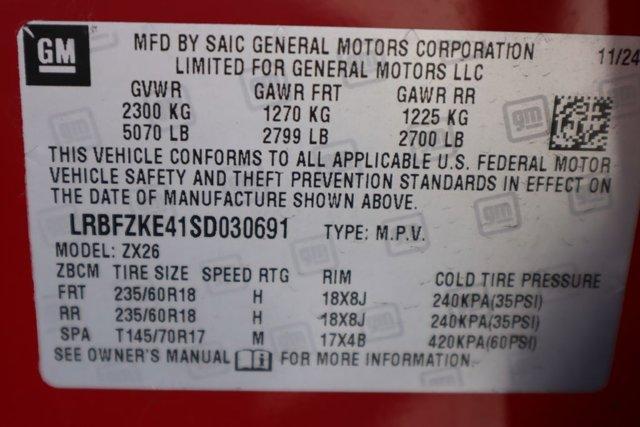 GM
MFD BY SAIC GENERAL MOTORS CORPORATION 11/24
LIMITED FOR GENERAL MOTORS LLC
GVWR GAWR FRT GAWR RR
2300 KG 1270 KG 1225 KG
5070 LB 2799 LB 2700 LB
THIS VEHICLE CONFORMS TO ALL APPLICABLE U.S. FEDERAL MOTOR
VEHICLE SAFETY AND THEFT PREVENTION STANDARDS IN EFFECT ON
THE DATE OF MANUFACTURE SHOWN ABOVE.
LRBFZKE41SD030691 TYPE: M.P.V.
MODEL: ZX26
ZBCM TIRE SIZE SPEED RTG RIM COLD TIRE PRESSURE
FRT 235/60R18 H 18X8J 240KPA(35PSI)
RR 235/60R18 H 18X8J 240KPA(35PSI)
SPA T145/70R17 M 17X4B 420KPA(60PSI)
SEE OWNER'S MANUAL FOR MORE INFORMATION.